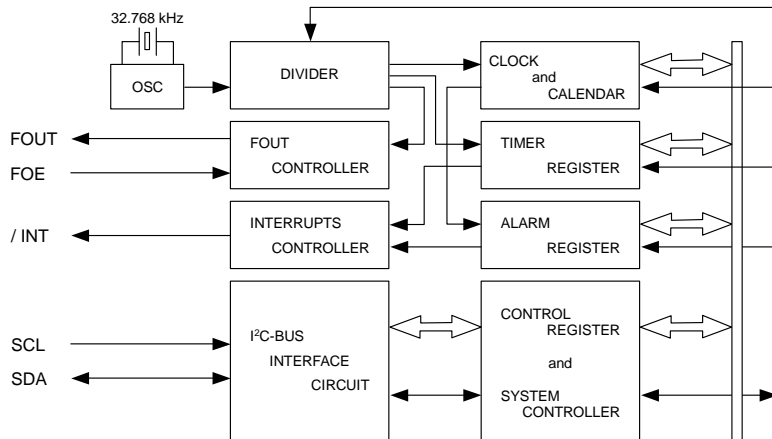 32.768 kHz
OSC
DIVIDER
CLOCK
and
CALENDAR
FOUT
FOE
FOUT
CONTROLLER
TIMER
REGISTER
/ INT
INTERRUPTS
CONTROLLER
ALARM
REGISTER
SCL
SDA
I²C-BUS
INTERFACE
CIRCUIT
CONTROL
REGISTER
and
SYSTEM
CONTROLLER